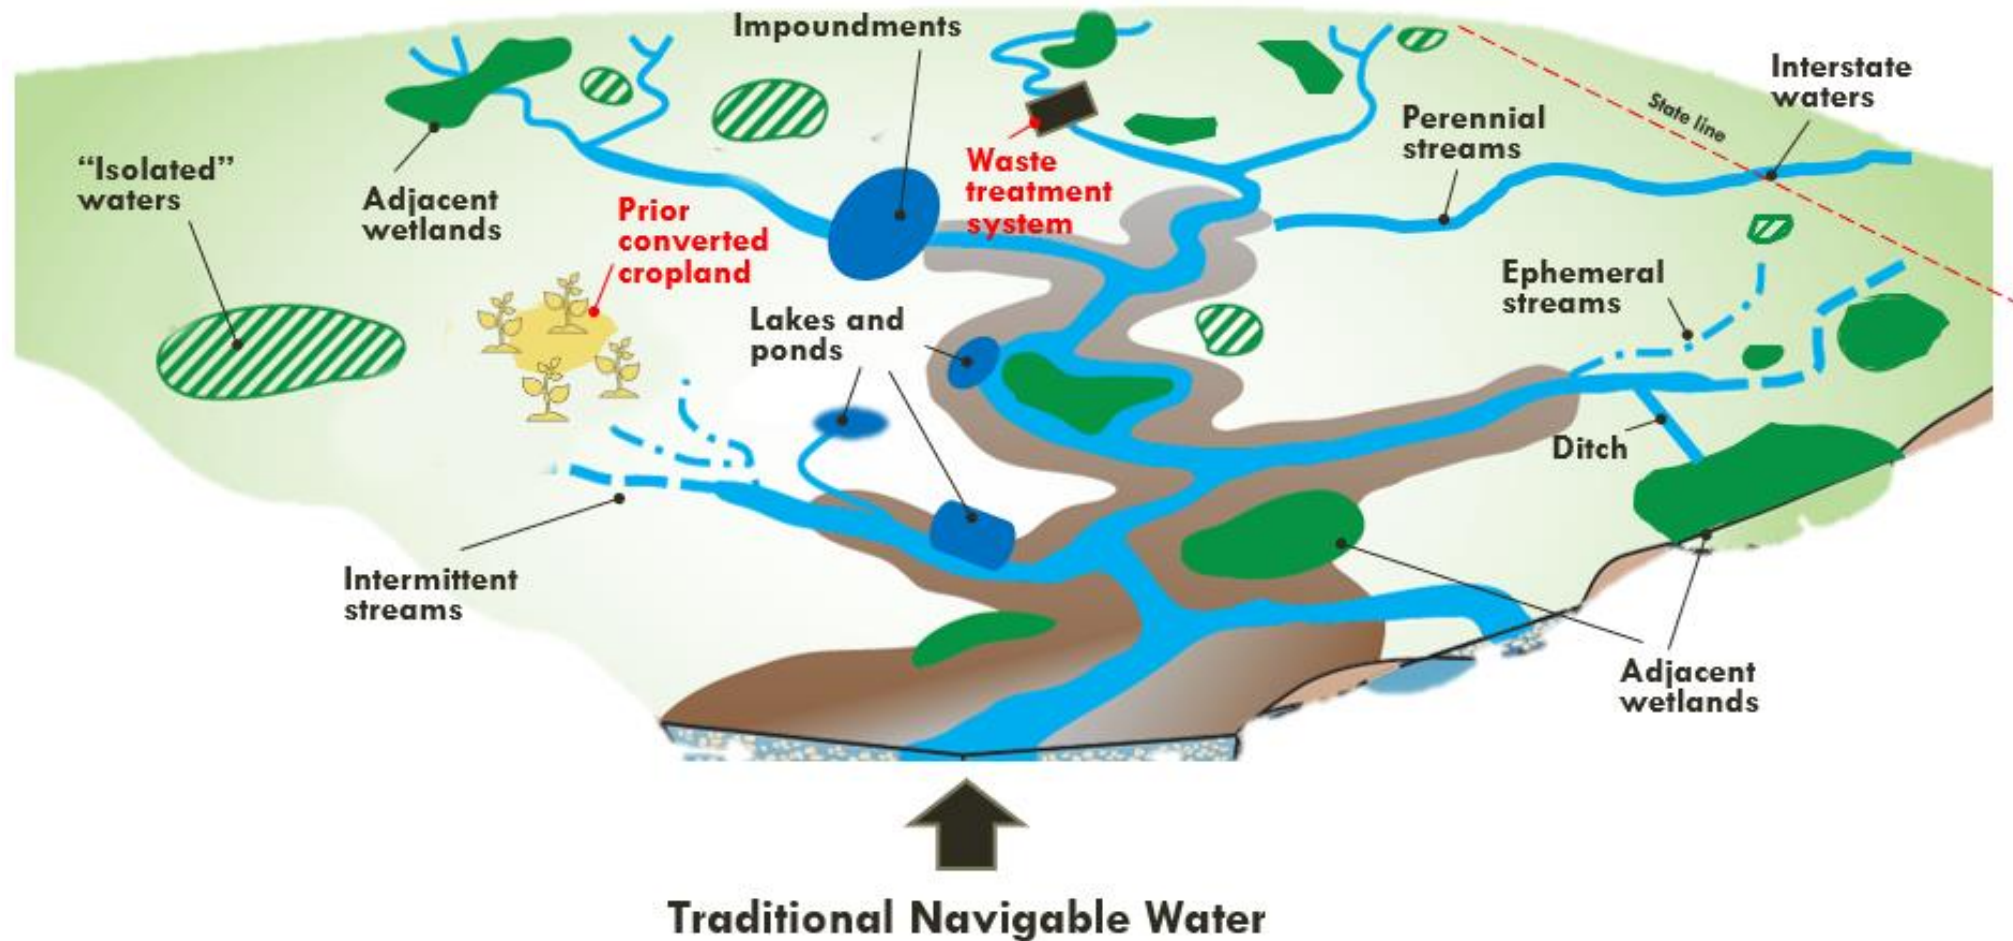 Impoundments
Interstate
waters
State line
Perennial
streams
"Isolated"
waters
Adjacent
wetlands
Waste
treatment
system
Prior
converted
cropland
Ephemeral
streams
Lakes and
ponds
Ditch
Intermittent
streams
Adjacent
wetlands
Traditional Navigable Water